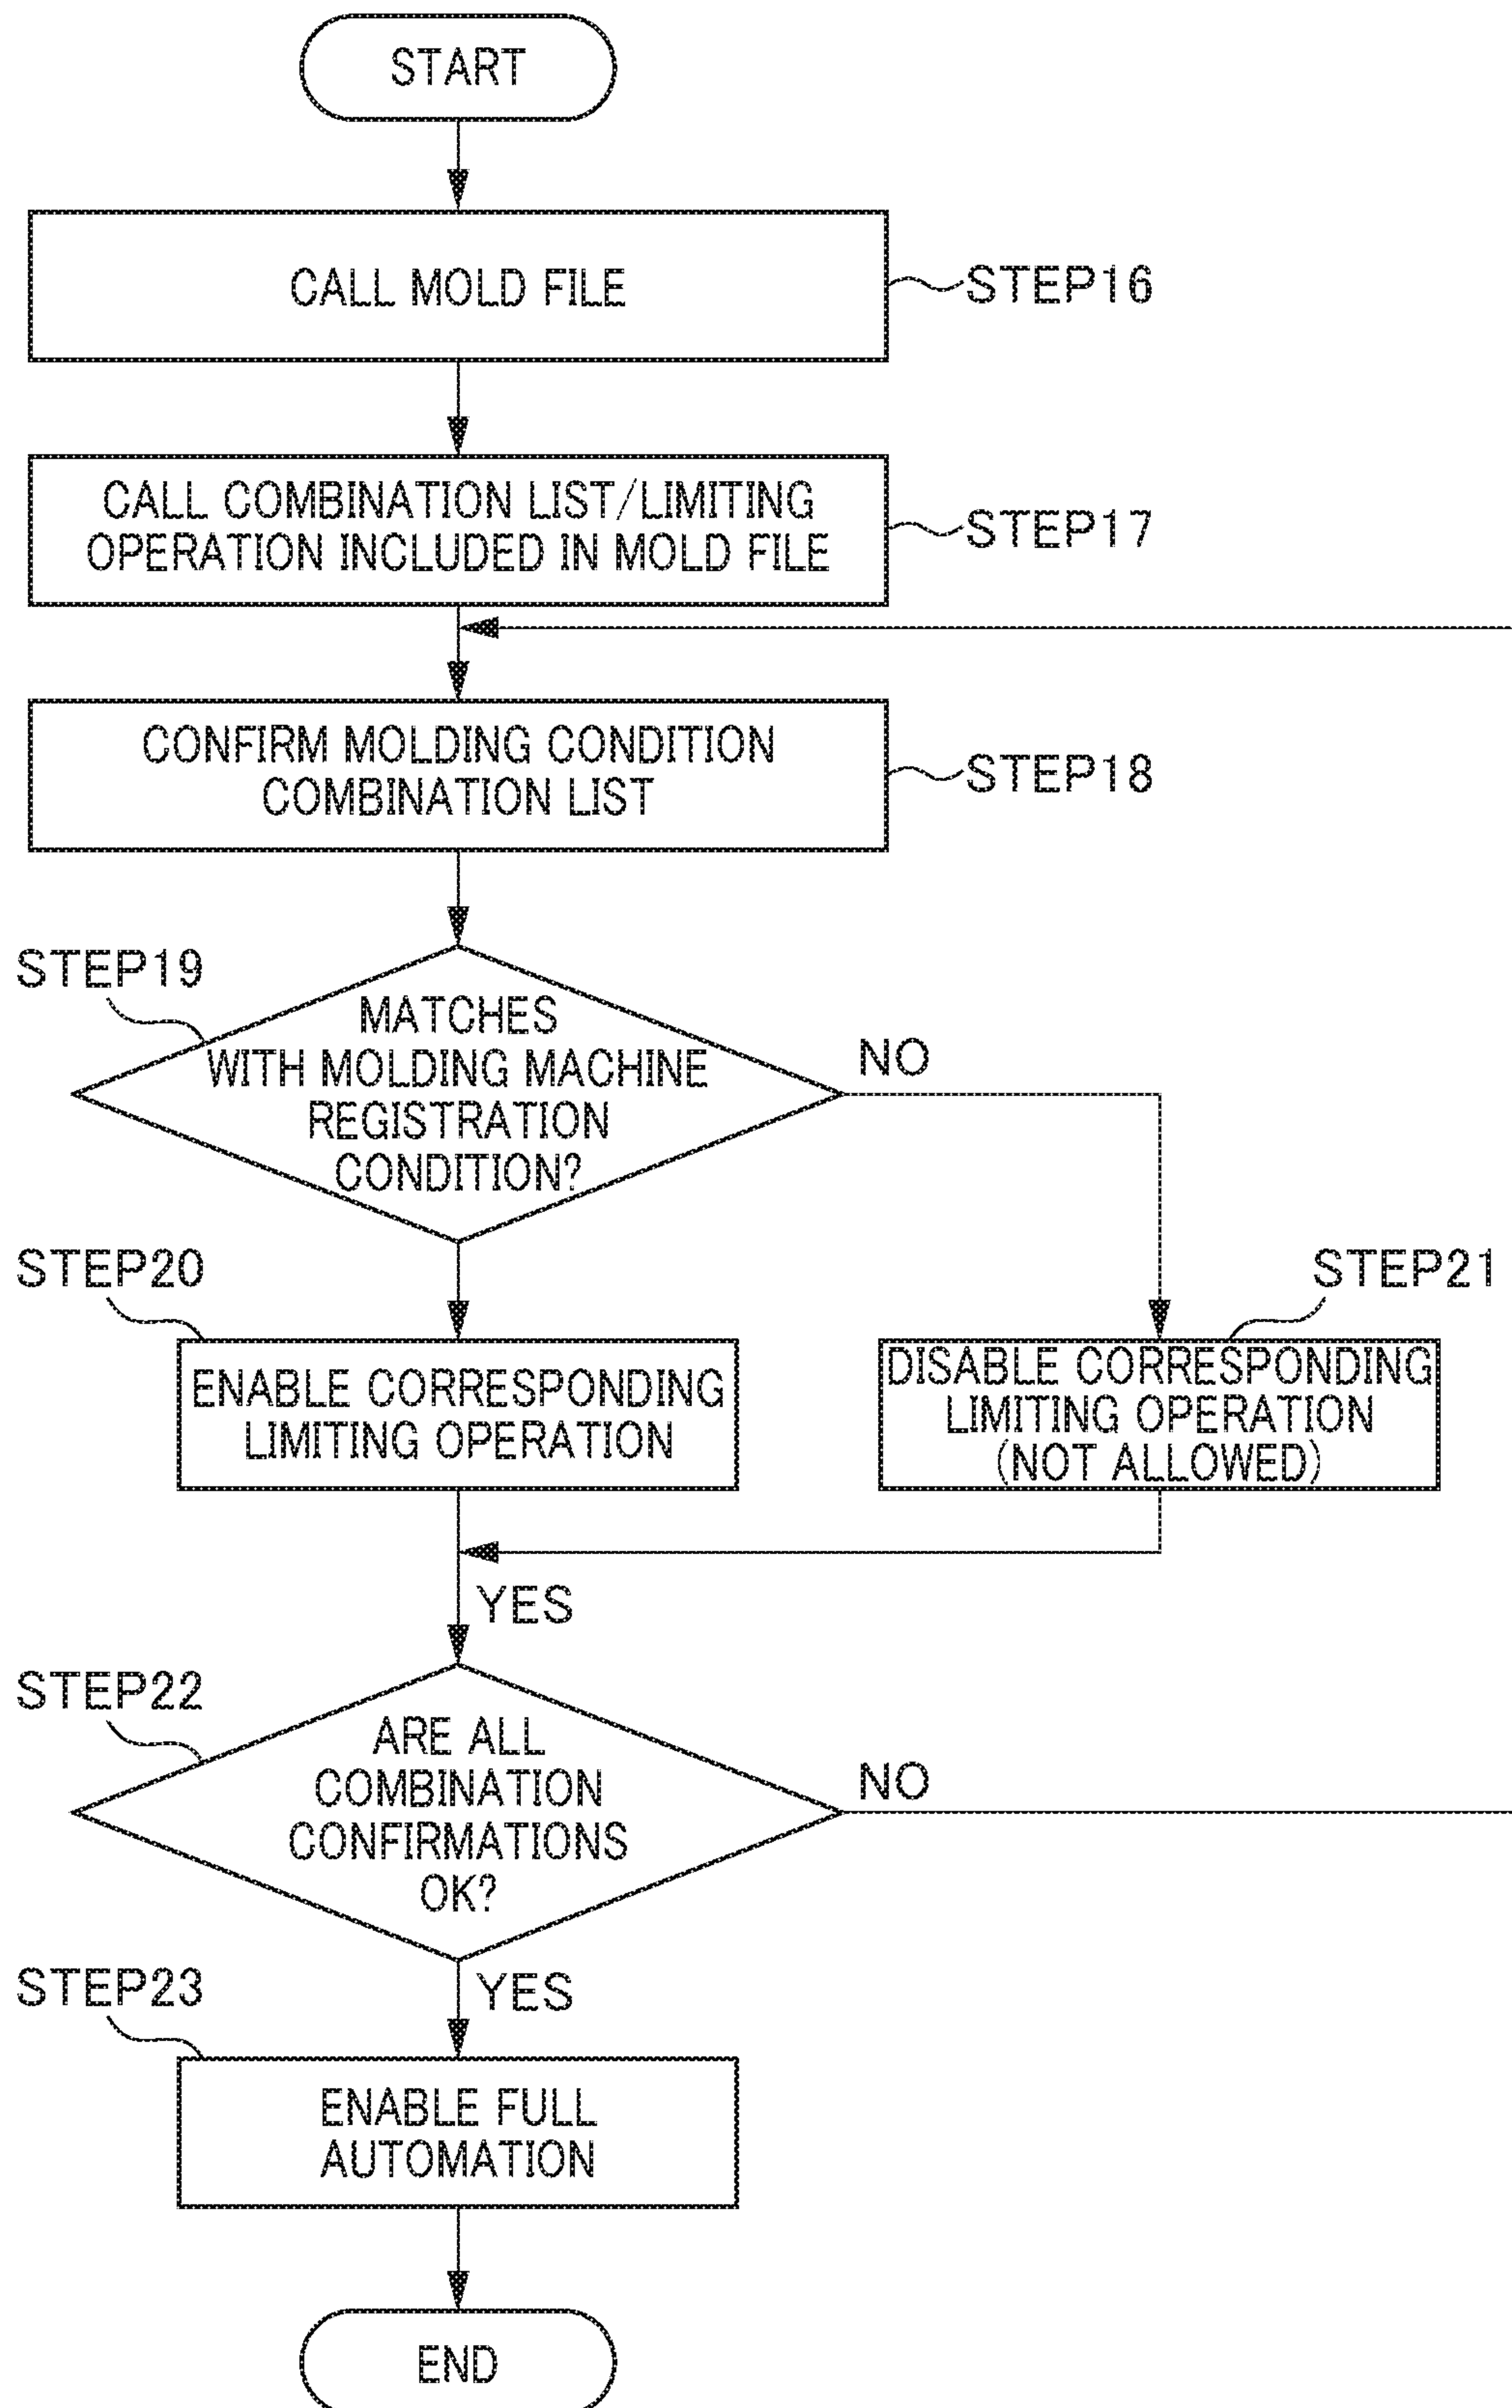 START
CALL MOLD FILE
STEP16
CALL COMBINATION LIST/LIMITING
OPERATION INCLUDED IN MOLD FILE
STEP17
CONFIRM MOLDING CONDITION
COMBINATION LIST
STEP18
STEP19
MATCHES
WITH MOLDING MACHINE
REGISTRATION
CONDITION?
NO
STEP20
ENABLE CORRESPONDING
LIMITING OPERATION
STEP21
DISABLE CORRESPONDING
LIMITING OPERATION
(NOT ALLOWED)
YES
STEP22
ARE ALL
COMBINATION
CONFIRMATIONS
OK?
NO
YES
STEP23
ENABLE FULL
AUTOMATION
END